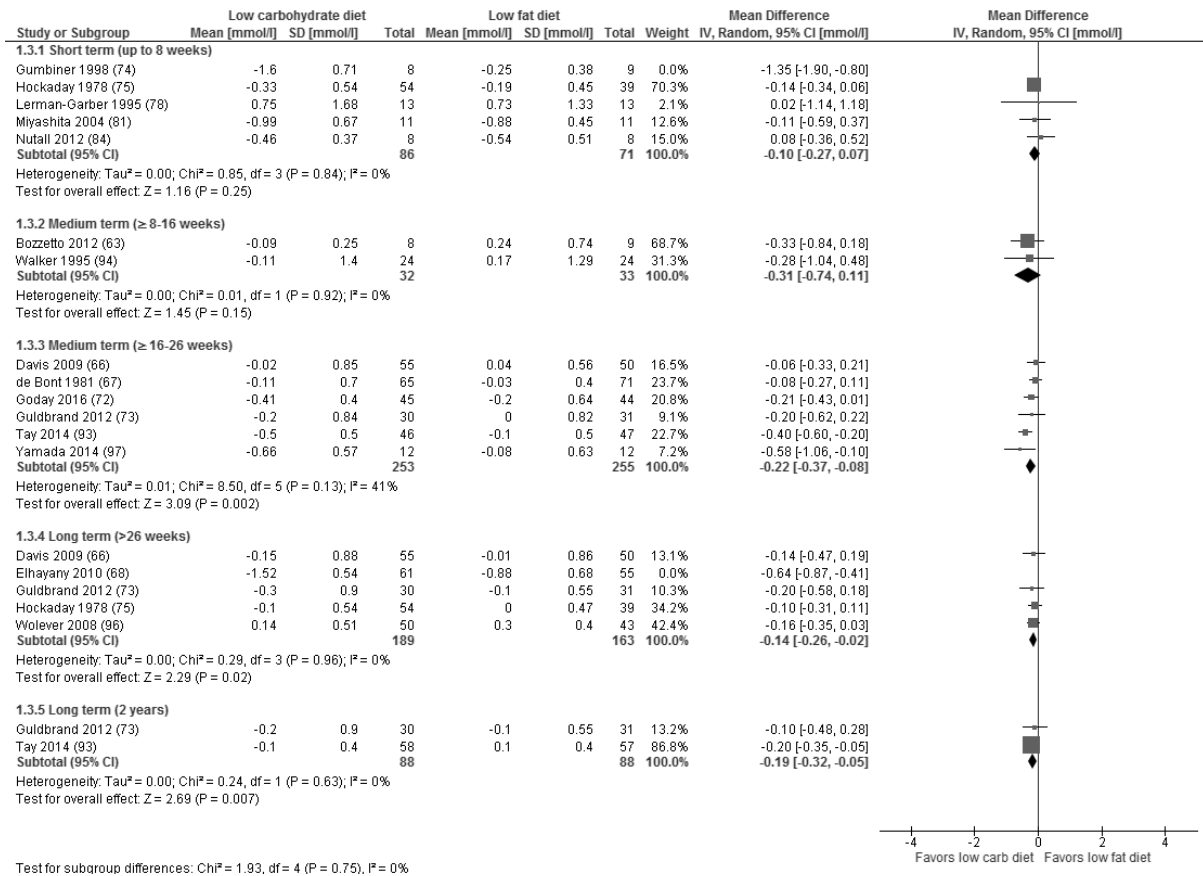 Low carbohydrate diet Low fat diet Mean Difference Mean Difference
Study or Subgroup Mean [mmol/l] SD [mmol/l] Total Mean [mmol/l] SD [mmol/l] Total Weight IV, Random, 95% CI [mmol/l] IV, Random, 95% CI [mmol/l]
1.3.1 Short term (up to 8 weeks)
Gumbiner 1998 (74) -1.6 0.71 8 -0.25 0.38 9 0.0% -1.35 [-1.90, -0.80]
Hockaday 1978 (75) -0.33 0.54 54 -0.19 0.45 39 70.3% -0.14 [-0.34, 0.06]
Lerman-Garber 1995 (78) 0.75 1.68 13 0.73 1.33 13 2.1% 0.02 [-1.14, 1.18]
Miyashita 2004 (81) -0.99 0.67 11 -0.88 0.45 11 12.6% -0.11 [-0.59, 0.37]
Nutall 2012 (84) -0.46 0.37 8 -0.54 0.51 8 15.0% 0.08 [-0.36, 0.52]
Subtotal (95% CI) 86 71 100.0% -0.10 [-0.27, 0.07]
Heterogeneity: Tau² = 0.00; Chi² = 0.85, df = 3 (P = 0.84); I² = 0%
Test for overall effect: Z = 1.16 (P = 0.25)
1.3.2 Medium term (≥ 8-16 weeks)
Bozzetto 2012 (63) -0.09 0.25 8 0.24 0.74 9 68.7% -0.33 [-0.84, 0.18]
Walker 1995 (94) -0.11 1.4 24 0.17 1.29 24 31.3% -0.28 [-1.04, 0.48]
Subtotal (95% CI) 32 33 100.0% -0.31 [-0.74, 0.11]
Heterogeneity: Tau² = 0.00; Chi² = 0.01, df = 1 (P = 0.92); I² = 0%
Test for overall effect: Z = 1.45 (P = 0.15)
1.3.3 Medium term (≥ 16-26 weeks)
Davis 2009 (66) -0.02 0.85 55 0.04 0.56 50 16.5% -0.06 [-0.33, 0.21]
de Bont 1981 (67) -0.11 0.7 65 -0.03 0.4 71 23.7% -0.08 [-0.27, 0.11]
Goday 2016 (72) -0.41 0.4 45 -0.2 0.64 44 20.8% -0.21 [-0.43, 0.01]
Guldbrand 2012 (73) -0.2 0.84 30 0 0.82 31 9.1% -0.20 [-0.62, 0.22]
Tay 2014 (93) -0.5 0.5 46 -0.1 0.5 47 22.7% -0.40 [-0.60, -0.20]
Yamada 2014 (97) -0.66 0.57 12 -0.08 0.63 12 7.2% -0.58 [-1.06, -0.10]
Subtotal (95% CI) 253 255 100.0% -0.22 [-0.37, -0.08]
Heterogeneity: Tau² = 0.01; Chi² = 8.50, df = 5 (P = 0.13); I² = 41%
Test for overall effect: Z = 3.09 (P = 0.002)
1.3.4 Long term (>26 weeks)
Davis 2009 (66) -0.15 0.88 55 -0.01 0.86 50 13.1% -0.14 [-0.47, 0.19]
Elhayany 2010 (68) -1.52 0.54 61 -0.88 0.68 55 0.0% -0.64 [-0.87, -0.41]
Guldbrand 2012 (73) -0.3 0.9 30 -0.1 0.55 31 10.3% -0.20 [-0.58, 0.18]
Hockaday 1978 (75) -0.1 0.54 54 0 0.47 39 34.2% -0.10 [-0.31, 0.11]
Wolever 2008 (96) 0.14 0.51 50 0.3 0.4 43 42.4% -0.16 [-0.35, 0.03]
Subtotal (95% CI) 189 163 100.0% -0.14 [-0.26, -0.02]
Heterogeneity: Tau² = 0.00; Chi² = 0.29, df = 3 (P = 0.96); I² = 0%
Test for overall effect: Z = 2.29 (P = 0.02)
1.3.5 Long term (2 years)
Guldbrand 2012 (73) -0.2 0.9 30 -0.1 0.55 31 13.2% -0.10 [-0.48, 0.28]
Tay 2014 (93) -0.1 0.4 58 0.1 0.4 57 86.8% -0.20 [-0.35, -0.05]
Subtotal (95% CI) 88 88 100.0% -0.19 [-0.32, -0.05]
Heterogeneity: Tau² = 0.00; Chi² = 0.24, df = 1 (P = 0.63); I² = 0%
Test for overall effect: Z = 2.69 (P = 0.007)
-4 -2 0 2 4
Favors low carb diet Favors low fat diet
Test for subgroup differences: Chi² = 1.93, df = 4 (P = 0.75), I² = 0%